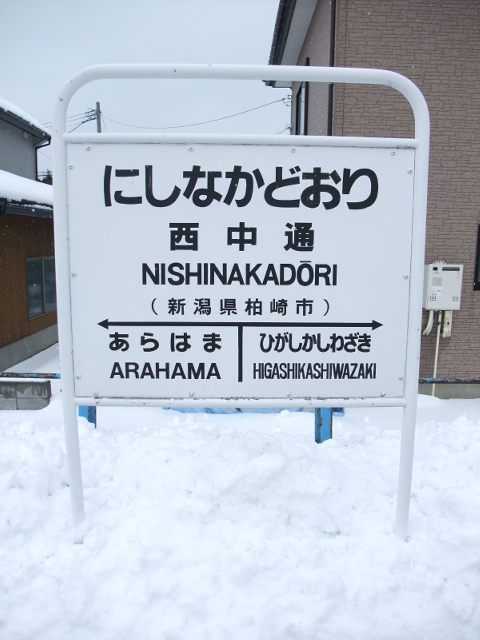 にしなかどおり
西中通
NISHINAKADŌRI
(新潟県柏崎市)
あらはま ひがしかしわざき
ARAHAMA HIGASHIKASHIWAZAKI